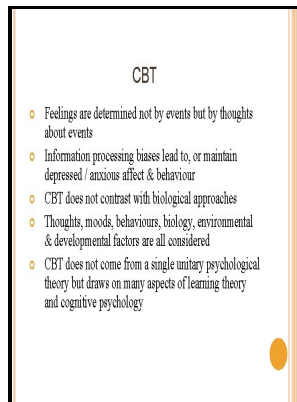 CBT
Feelings are determined not by events but by thoughts
about events
Information processing biases lead to, or maintain
depressed / anxious affect & behaviour
CBT does not contrast with biological approaches
Thoughts, moods, behaviours, biology, environmental
& developmental factors are all considered
CBT does not come from a single unitary psychological
theory but draws on many aspects of learning theory
and cognitive psychology